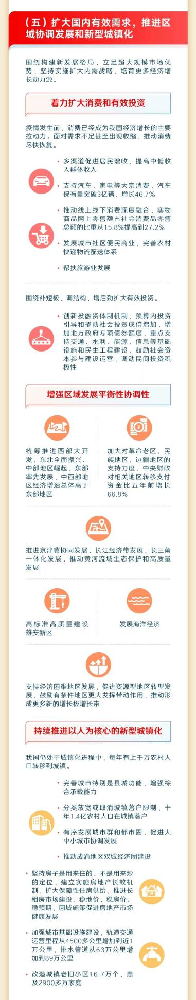 （五）扩大国内有效需求，推进区
域协调发展和新型城镇化
围绕构建新发展格局，立足超大规模市场优
势，坚持实施扩大内需战略，培育更多经济增
长动力源。
着力扩大消费和有效投资
疫情发生前，消费已经成为我国经济增长的主要
拉动力。面对需求不足甚至出现收缩，推动消费
尽快恢复。
• 多渠道促进居民增收，提高中低收
入群体收入
• 支持汽车、家电等大宗消费，汽车
保有量突破3亿辆、增长46.7%
• 推动线上线下消费深度融合，实物
商品网上零售额占社会消费品零售
总额的比重从15.8%提高到27.2%
• 发展城市社区便民商业，完善农村
快递物流配送体系
• 帮扶旅游业发展
围绕补短板、调结构、增后劲扩大有效投资。
• 创新投融资体制机制，预算内投资
引导和撬动社会投资成倍增加，增
加地方政府专项债券额度，重点支
持交通、水利、能源、信息等基础
设施和民生工程建设，鼓励社会资
本参与建设运营，调动民间投资积
极性
增强区域发展平衡性协调性
统筹推进西部大开
发、东北全面振兴、
中部地区崛起、东部
率先发展，中西部地
区经济增速总体高于
东部地区
¥
加大对革命老区、民
族地区、边疆地区的
支持力度，中央财政
对相关地区转移支付
资金比五年前增长
66.8%
推进京津冀协同发展、长江经济带发展、长三角
一体化发展，推动黄河流域生态保护和高质量
发展
高标准高质量建设
雄安新区
发展海洋经济
支持经济困难地区发展，促进资源型地区转型发
展，鼓励有条件地区更大发挥带动作用，推动形
成更多新的增长极增长带
持续推进以人为核心的新型城镇化
我国仍处于城镇化进程中，每年有上千万农村人
口转移到城镇。
• 完善城市特别是县城功能，增强综
合承载能力
• 分类放宽或取消城镇落户限制，十
年1.4亿农村人口在城镇落户
• 有序发展城市群和都市圈，促进大
中小城市协调发展
• 推动成渝地区双城经济圈建设
• 坚持房子是用来住的、不是用来炒
的定位，建立实施房地产长效机
制，扩大保障性住房供给，推进长
租房市场建设，稳地价、稳房价、
稳预期，因城施策促进房地产市场
健康发展
• 加强城市基础设施建设，轨道交通
运营里程从4500多公里增加到近1
万公里，排水管道从63万公里增
加到89万公里
• 改造城镇老旧小区16.7万个，惠
及2900多万家庭